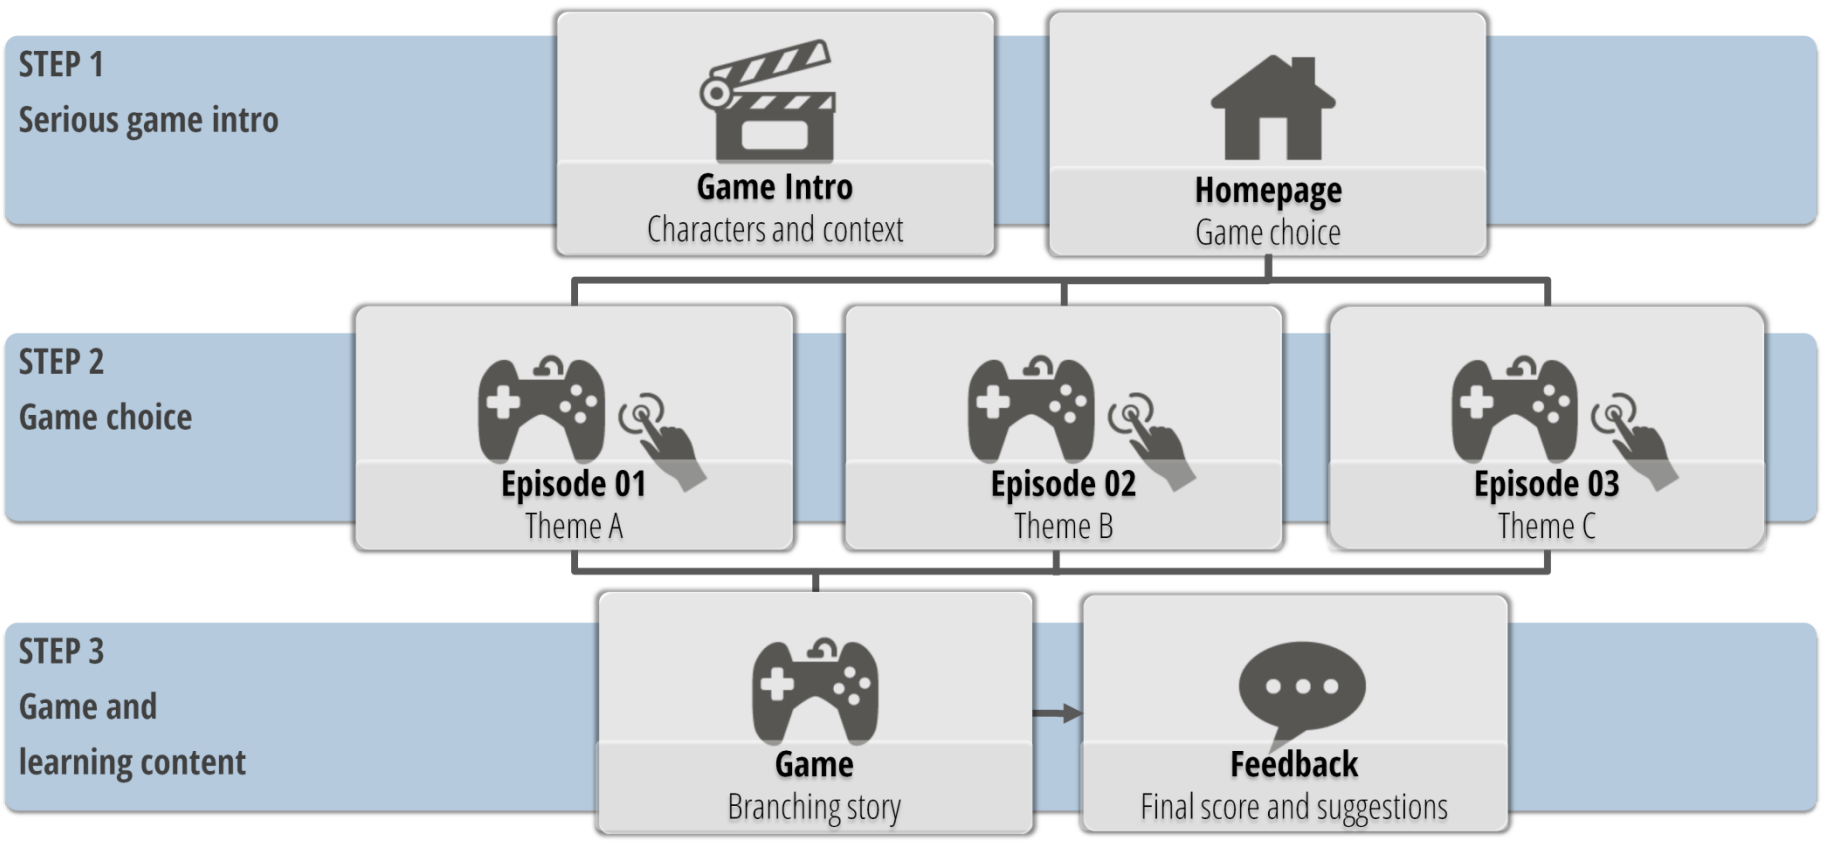 STEP 1
Serious game intro
Game Intro
Characters and context
Homepage
Game choice
STEP 2
Game choice
Episode 01
Theme A
Episode 02
Theme B
Episode 03
Theme C
STEP 3
Game and
learning content
Game
Branching story
Feedback
Final score and suggestions